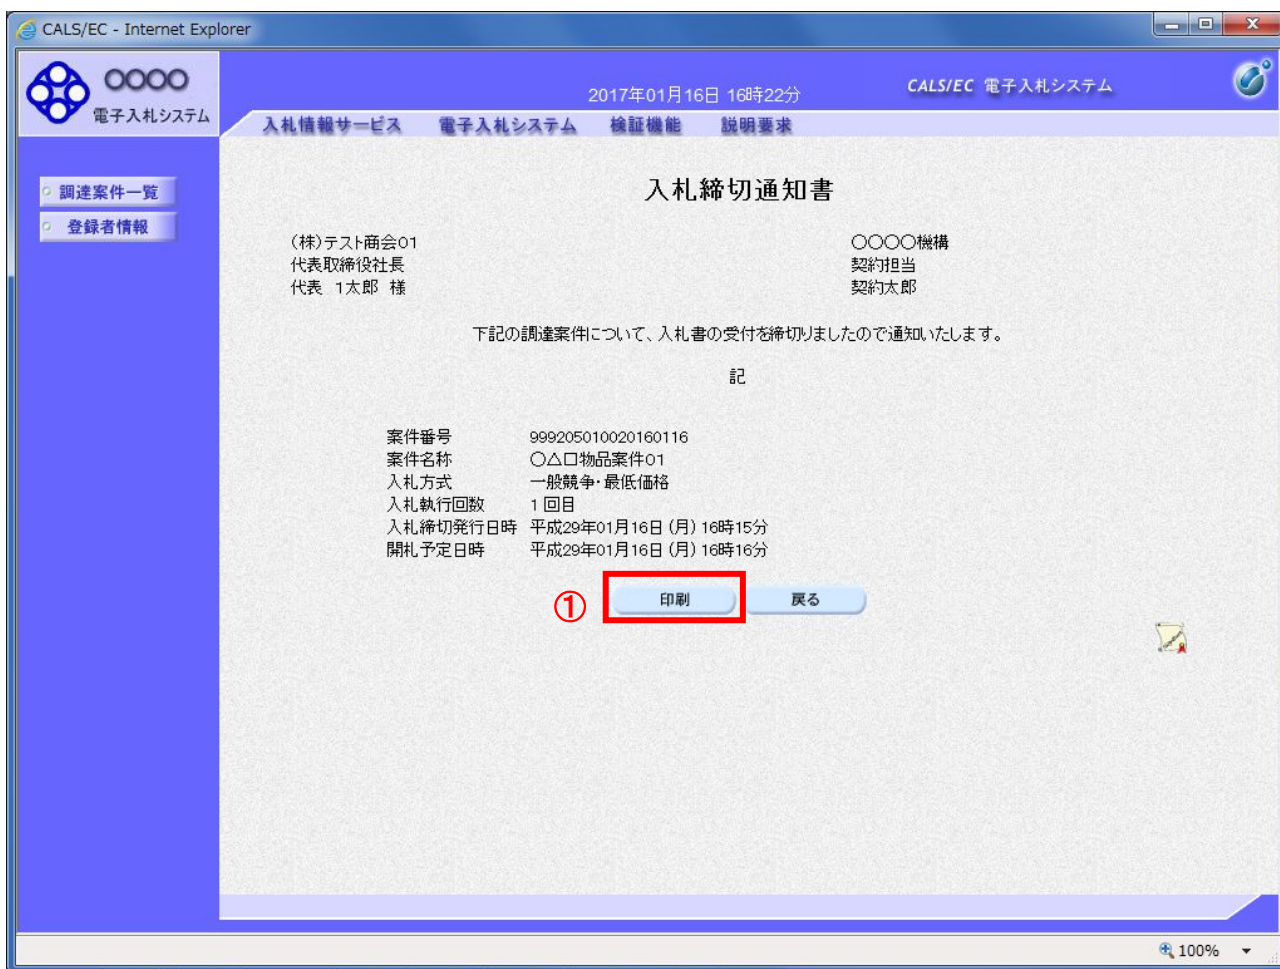 CALS/EC - Internet Explorer
○○○○
電子入札システム
2017年01月16日 16時22分
CALS/EC 電子入札システム
入札情報サービス 電子入札システム 検証機能 説明要求
調達案件一覧
登録者情報
入札締切通知書
(株)テスト商会01
代表取締役社長
代表 1太郎 様
○○○○機構
契約担当
契約太郎
下記の調達案件について、入札書の受付を締切りましたので通知いたします。
記
案件番号 999205010020160116
案件名称 ○△□物品案件01
入札方式 一般競争・最低価格
入札執行回数 1回目
入札締切発行日時 平成29年01月16日(月)16時15分
開札予定日時 平成29年01月16日(月)16時16分
① 印刷 戻る
100%